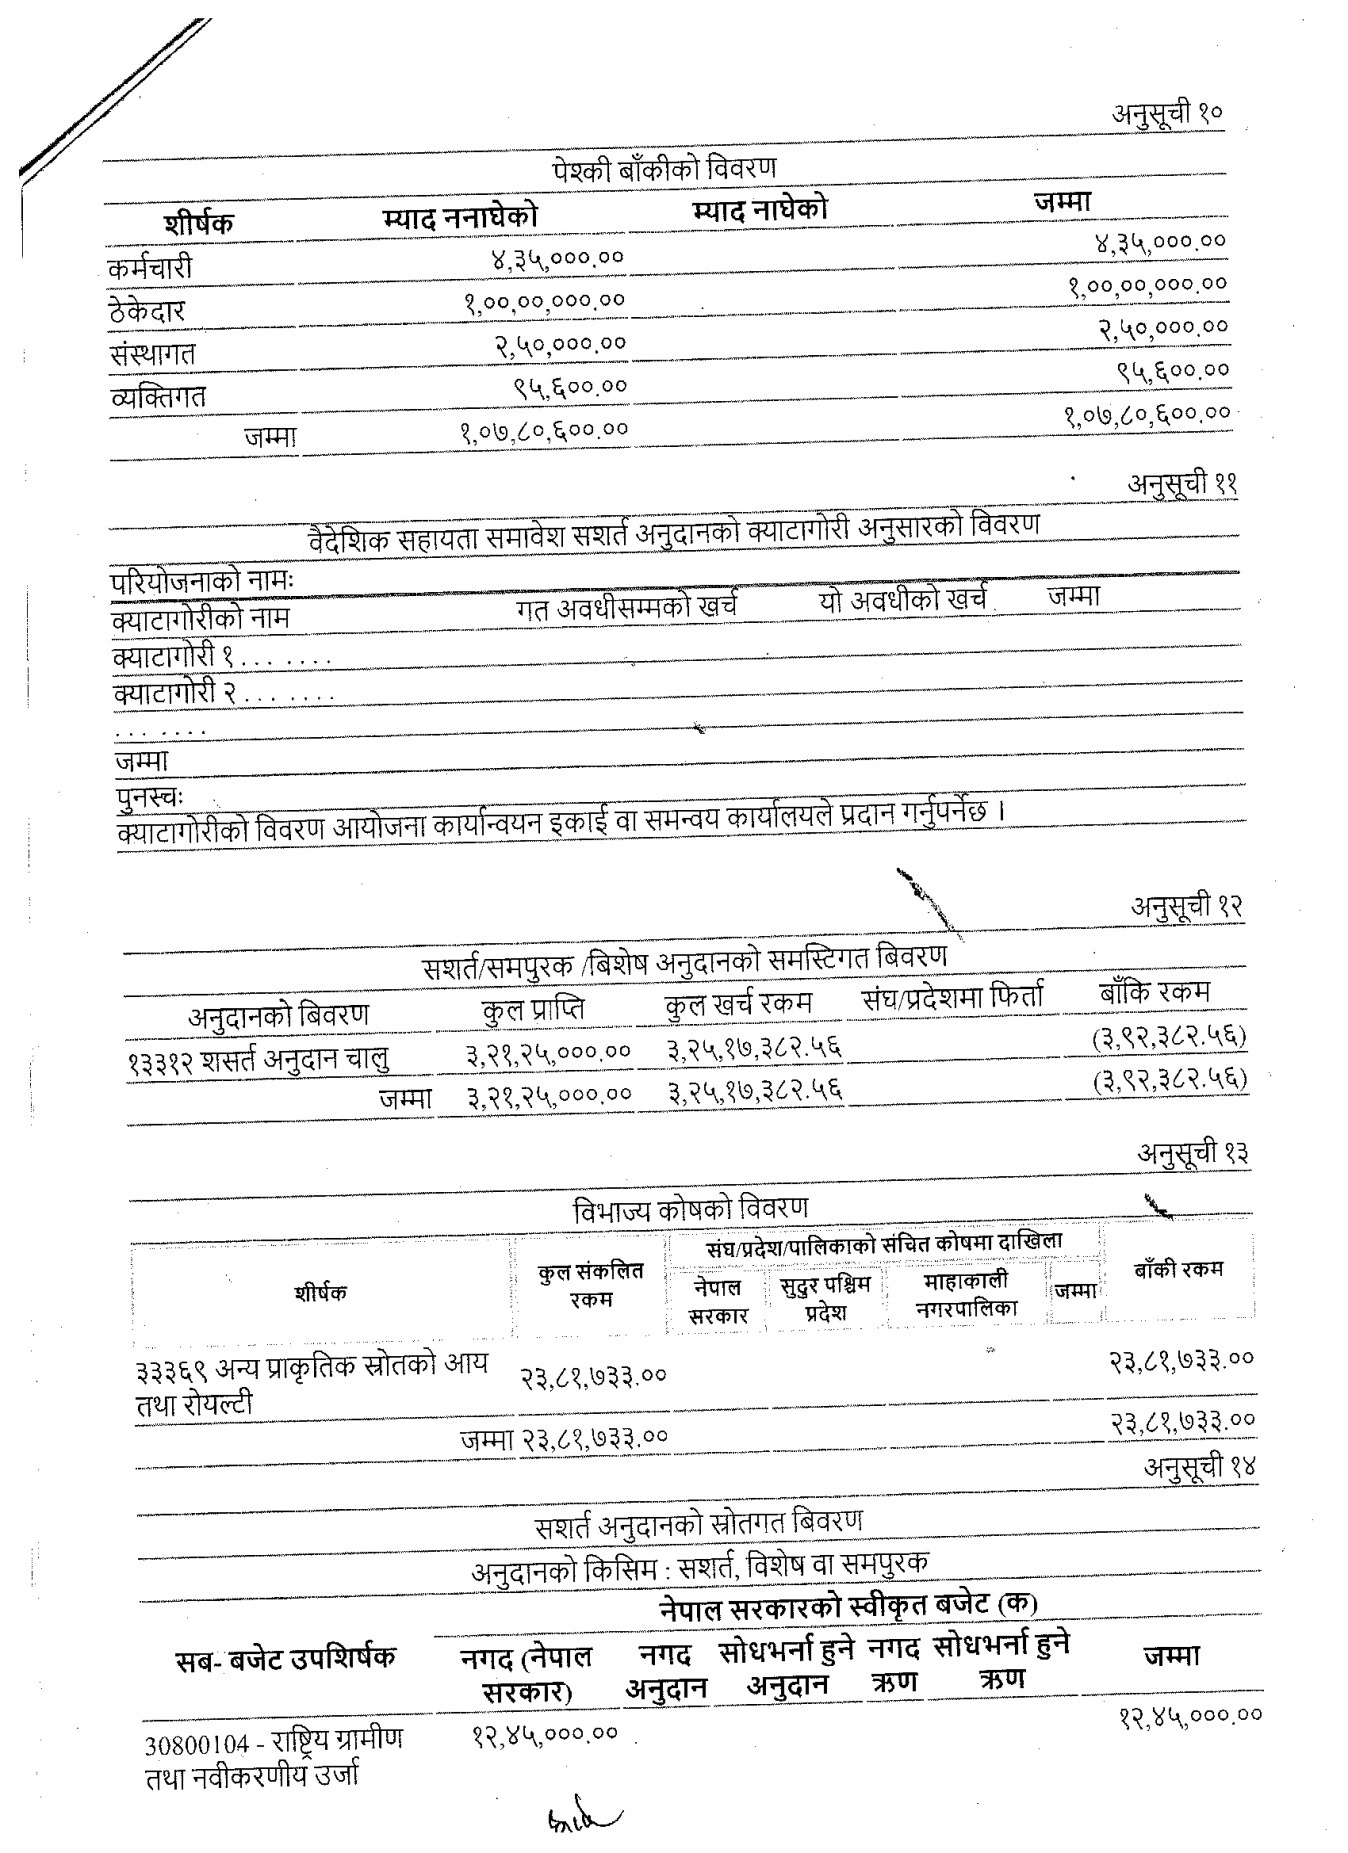 अनुसूची १०
पेश्की बाँकीको विवरण
शीर्षक म्याद ननाघेको म्याद नाघेको जम्मा
कर्मचारी ४,३५,०००.०० ४,३५,०००.००
ठेकेदार १,००,००,०००.०० १,००,००,०००.००
संस्थागत २,५०,०००.०० २,५०,०००.००
व्यक्तिगत ९५,६००.०० ९५,६००.००
जम्मा १,०७,८०,६००.०० १,०७,८०,६००.००
अनुसूची ११
वैदेशिक सहायता समावेश सशर्त अनुदानको क्याटागोरी अनुसारको विवरण
परियोजनाको नामः
क्याटागोरीको नाम गत अवधीसम्मको खर्च यो अवधीको खर्च जम्मा
क्याटागोरी १ . . . . . . .
क्याटागोरी २ . . . . . . .
. . . . . . .
जम्मा
पुनस्चः
क्याटागोरीको विवरण आयोजना कार्यान्वयन इकाई वा समन्वय कार्यालयले प्रदान गर्नुपर्नेछ ।
अनुसूची १२
सशर्त/समपुरक /बिशेष अनुदानको समस्टिगत बिवरण
अनुदानको बिवरण कुल प्राप्ति कुल खर्च रकम संघ/प्रदेशमा फिर्ता बाँकि रकम
१३३१२ शसर्त अनुदान चालु ३,२१,२५,०००.०० ३,२५,१७,३८२.५६ (३,९२,३८२.५६)
जम्मा ३,२१,२५,०००.०० ३,२५,१७,३८२.५६ (३,९२,३८२.५६)
अनुसूची १३
विभाज्य कोषको विवरण
संघ/प्रदेश/पालिकाको संचित कोषमा दाखिला
शीर्षक कुल संकलित रकम नेपाल सरकार सुदुर पश्चिम प्रदेश माहाकाली नगरपालिका जम्मा बाँकी रकम
३३३६९ अन्य प्राकृतिक स्रोतको आय २३,८१,७३३.०० २३,८१,७३३.००
तथा रोयल्टी
जम्मा २३,८१,७३३.०० २३,८१,७३३.००
अनुसूची १४
सशर्त अनुदानको स्रोतगत बिवरण
अनुदानको किसिम : सशर्त, विशेष वा समपुरक
नेपाल सरकारको स्वीकृत बजेट (क)
सब- बजेट उपशिर्षक नगद (नेपाल सरकार) नगद अनुदान सोधभर्ना हुने अनुदान नगद ऋण सोधभर्ना हुने ऋण जम्मा
30800104 - राष्ट्रिय ग्रामीण १२,४५,०००.०० १२,४५,०००.००
तथा नवीकरणीय उर्जा